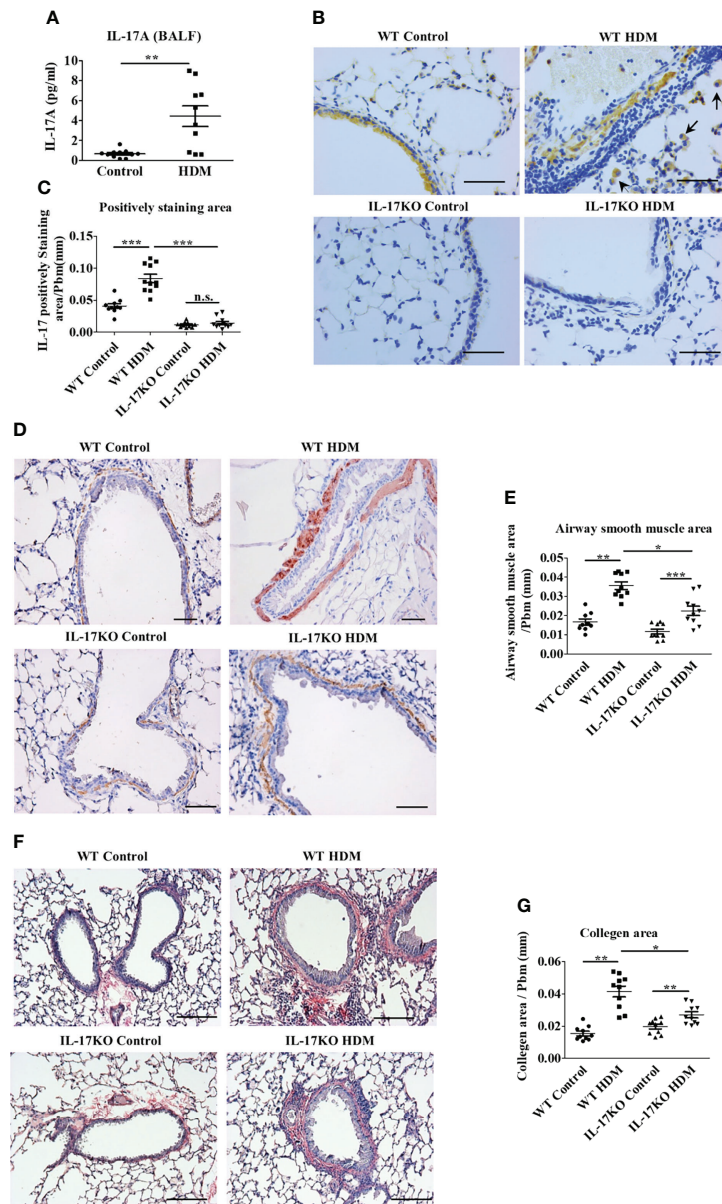 A
IL-17A (BALF)
**
IL-17A (pg/ml)
10
8
6
4
2
0
Control
HDM
B
WT Control
WT HDM
IL-17KO Control
IL-17KO HDM
C
Positively staining area
IL-17 positively Staining
area/Pbm(mm)
0.15
0.10
0.05
0.00
***
***
n.s.
WT Control
WT HDM
IL-17KO Control
IL-17KO HDM
D
WT Control
WT HDM
IL-17KO Control
IL-17KO HDM
E
Airway smooth muscle area
Airway smooth muscle area
/Pbm (mm)
0.05
0.04
0.03
0.02
0.01
0.00
**
*
***
WT Control
WT HDM
IL-17KO Control
IL-17KO HDM
F
WT Control
WT HDM
IL-17KO Control
IL-17KO HDM
G
Collegen area
Collegen area / Pbm (mm)
0.06
0.04
0.02
0.00
**
*
**
WT Control
WT HDM
IL-17KO Control
IL-17KO HDM